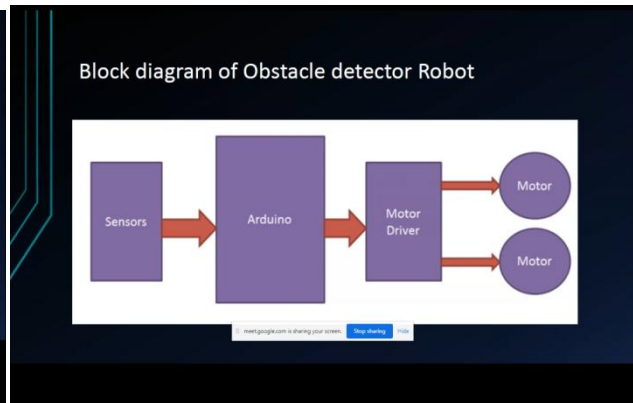 Block diagram of Obstacle detector Robot
Sensors
Arduino
Motor
Driver
Motor
Motor
meet.google.com is sharing your screen.
Stop sharing
Hide